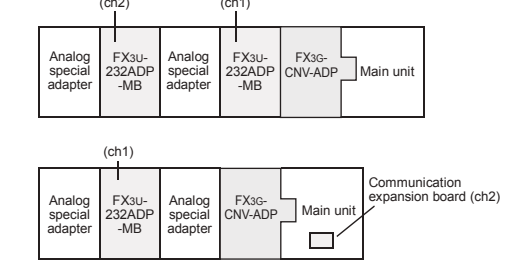 (ch2)
(ch1)
Analog special adapter
FX3U-232ADP-MB
Analog special adapter
FX3U-232ADP-MB
FX3G-CNV-ADP
Main unit
(ch1)
Analog special adapter
FX3U-232ADP-MB
Analog special adapter
FX3G-CNV-ADP
Main unit
Communication
expansion board (ch2)